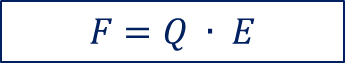 F = Q · E